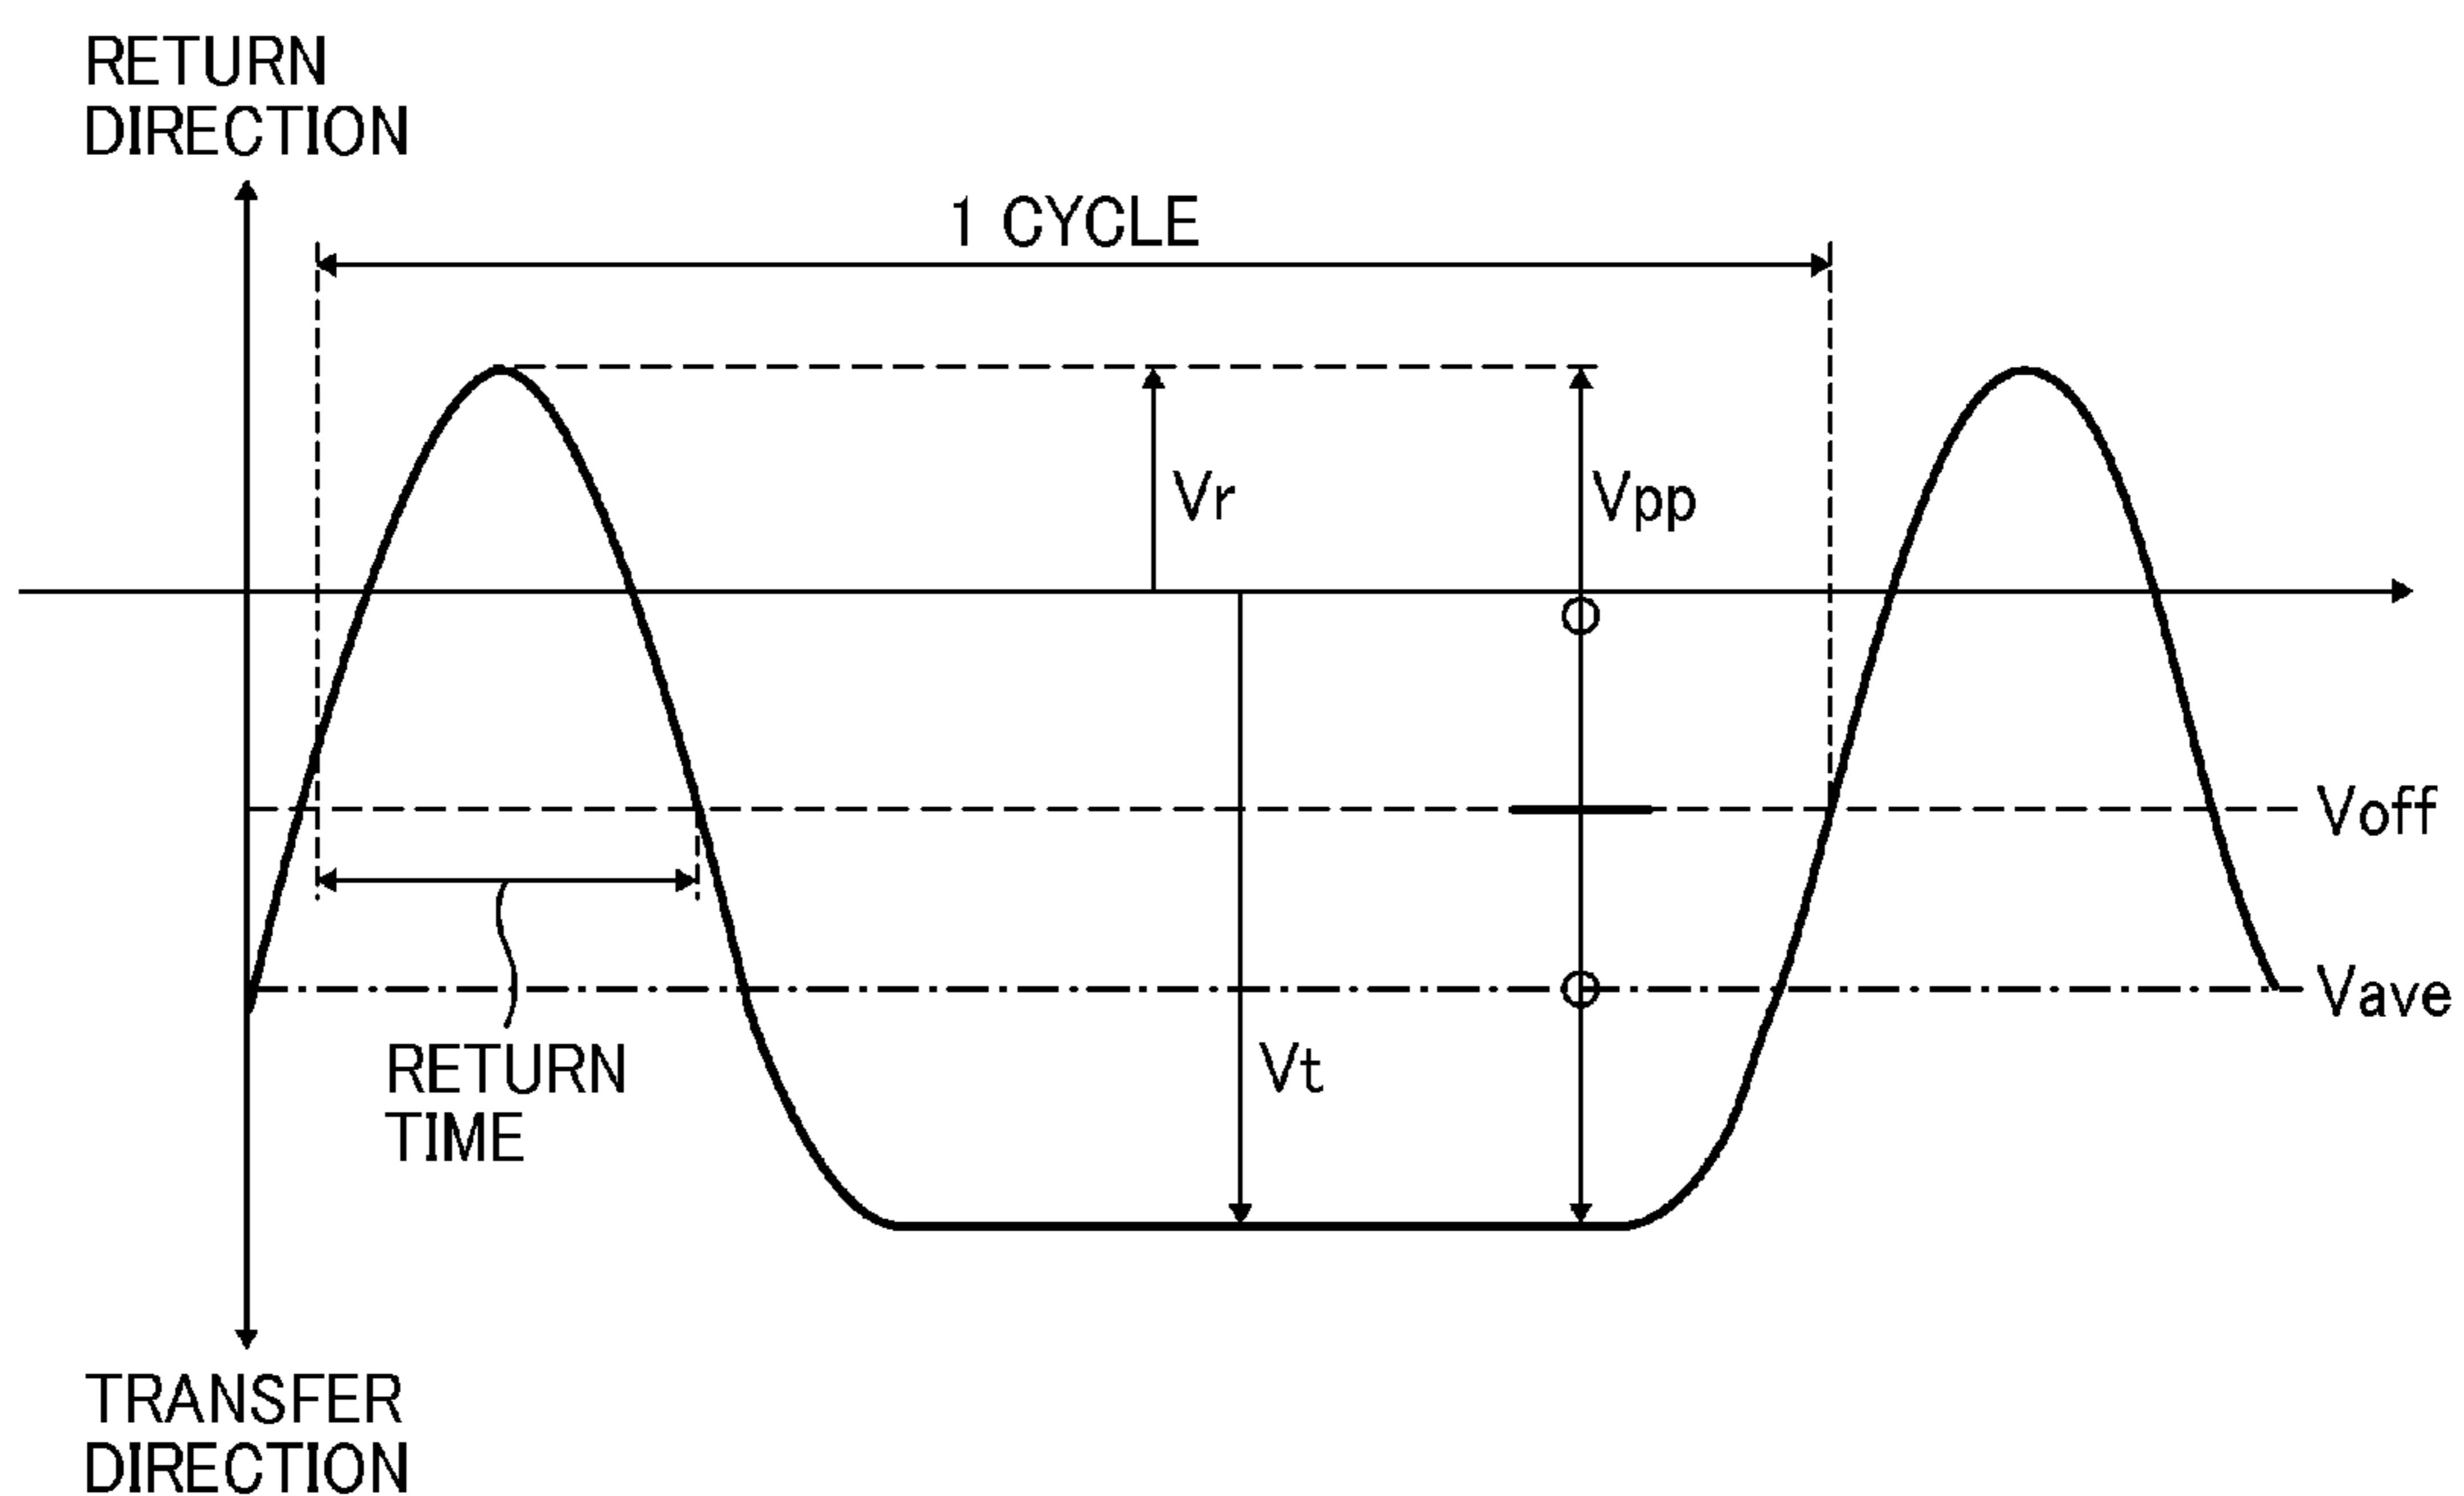 RETURN
DIRECTION
1 CYCLE
Vr
Vpp
Voff
Vave
RETURN
TIME
Vt
TRANSFER
DIRECTION